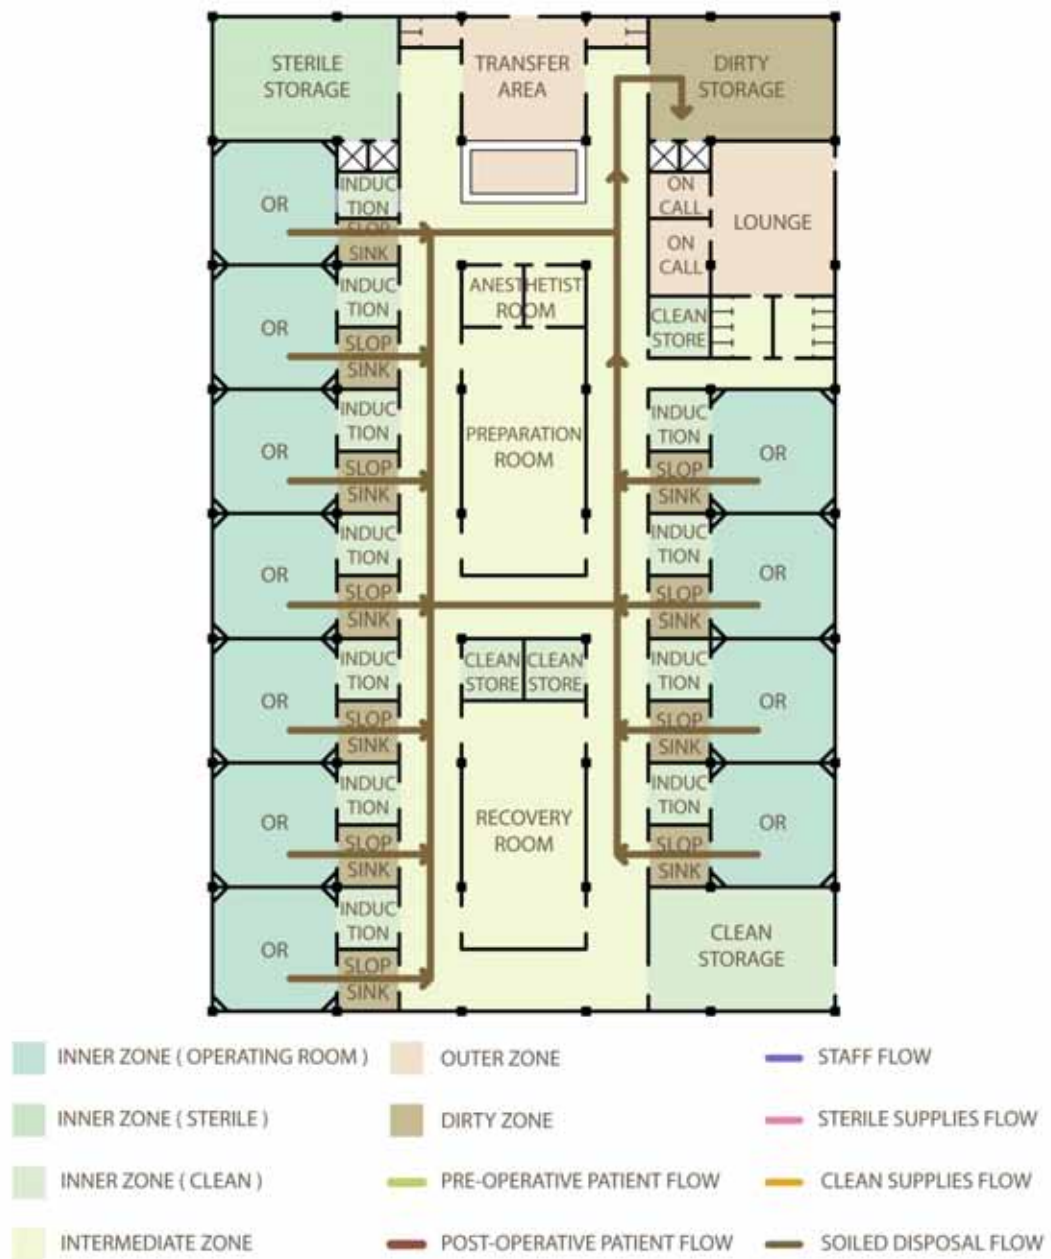 STERILE
STORAGE
TRANSFER
AREA
DIRTY
STORAGE
OR
INDUC
TION
SLOP
SINK
ON
CALL
LOUNGE
ON
CALL
OR
INDUC
TION
SLOP
SINK
ANESTHETIST
ROOM
CLEAN
STORE
OR
INDUC
TION
SLOP
SINK
PREPARATION
ROOM
INDUC
TION
SLOP
SINK
OR
OR
INDUC
TION
SLOP
SINK
INDUC
TION
SLOP
SINK
OR
OR
INDUC
TION
SLOP
SINK
CLEAN
STORE
CLEAN
STORE
INDUC
TION
SLOP
SINK
OR
OR
INDUC
TION
SLOP
SINK
RECOVERY
ROOM
INDUC
TION
SLOP
SINK
OR
OR
INDUC
TION
SLOP
SINK
CLEAN
STORAGE
INNER ZONE ( OPERATING ROOM )
OUTER ZONE
STAFF FLOW
INNER ZONE ( STERILE )
DIRTY ZONE
STERILE SUPPLIES FLOW
INNER ZONE ( CLEAN )
PRE-OPERATIVE PATIENT FLOW
CLEAN SUPPLIES FLOW
INTERMEDIATE ZONE
POST-OPERATIVE PATIENT FLOW
SOILED DISPOSAL FLOW